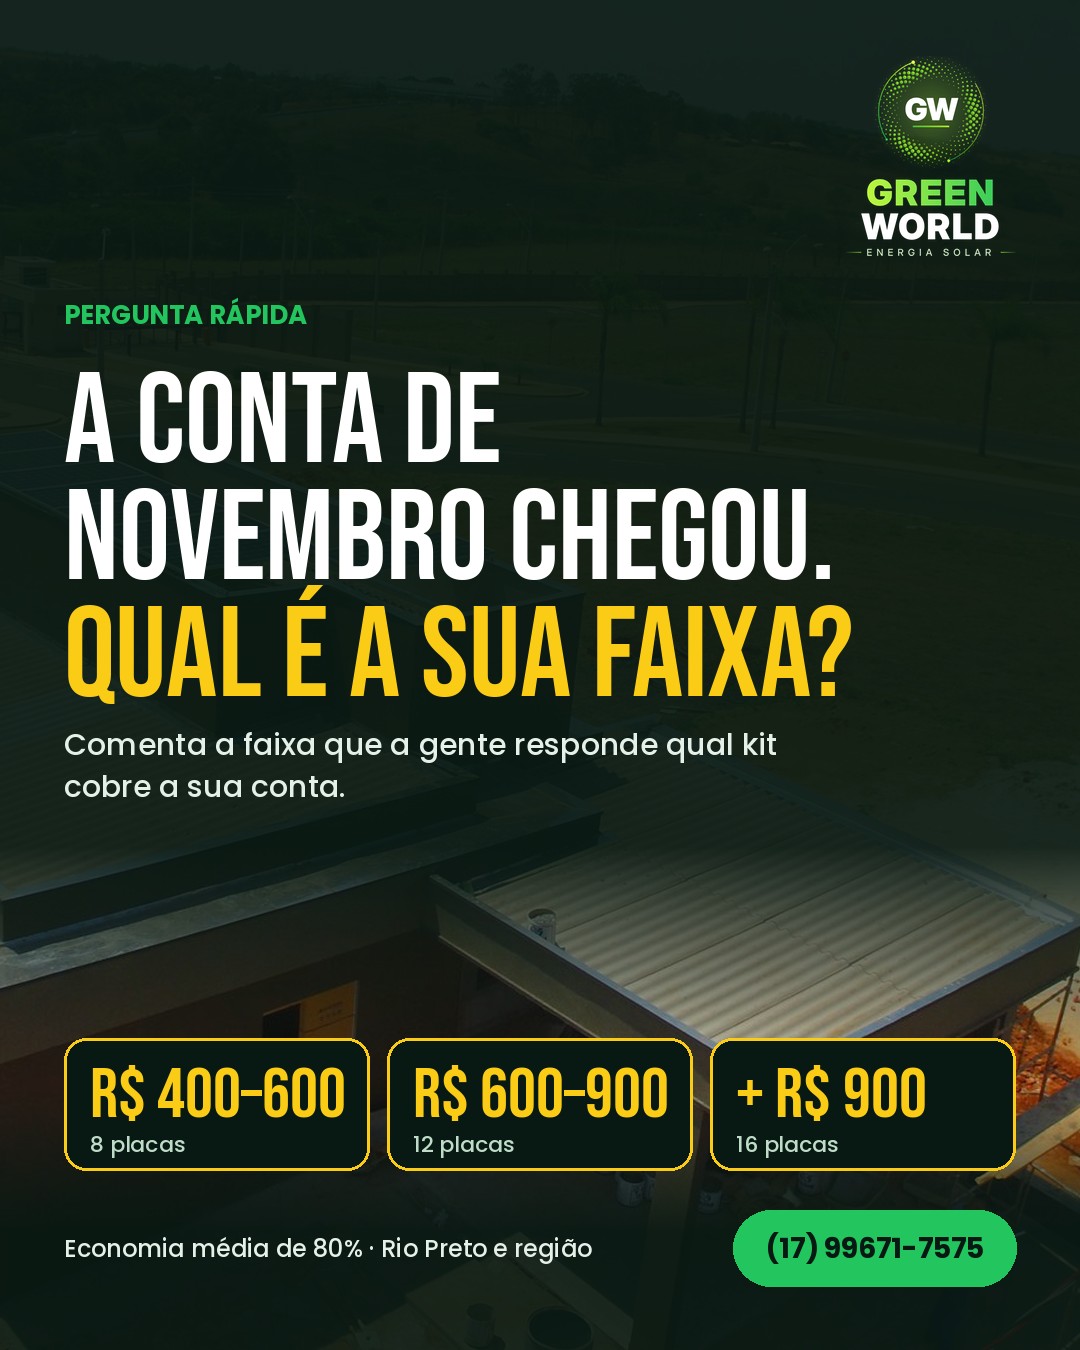 GW
GREEN
WORLD
ENERGIA SOLAR
PERGUNTA RÁPIDA
A CONTA DE
NOVEMBRO CHEGOU.
QUAL É A SUA FAIXA?
Comenta a faixa que a gente responde qual kit
cobre a sua conta.
R$ 400–600
8 placas
R$ 600–900
12 placas
+ R$ 900
16 placas
Economia média de 80% · Rio Preto e região
(17) 99671-7575